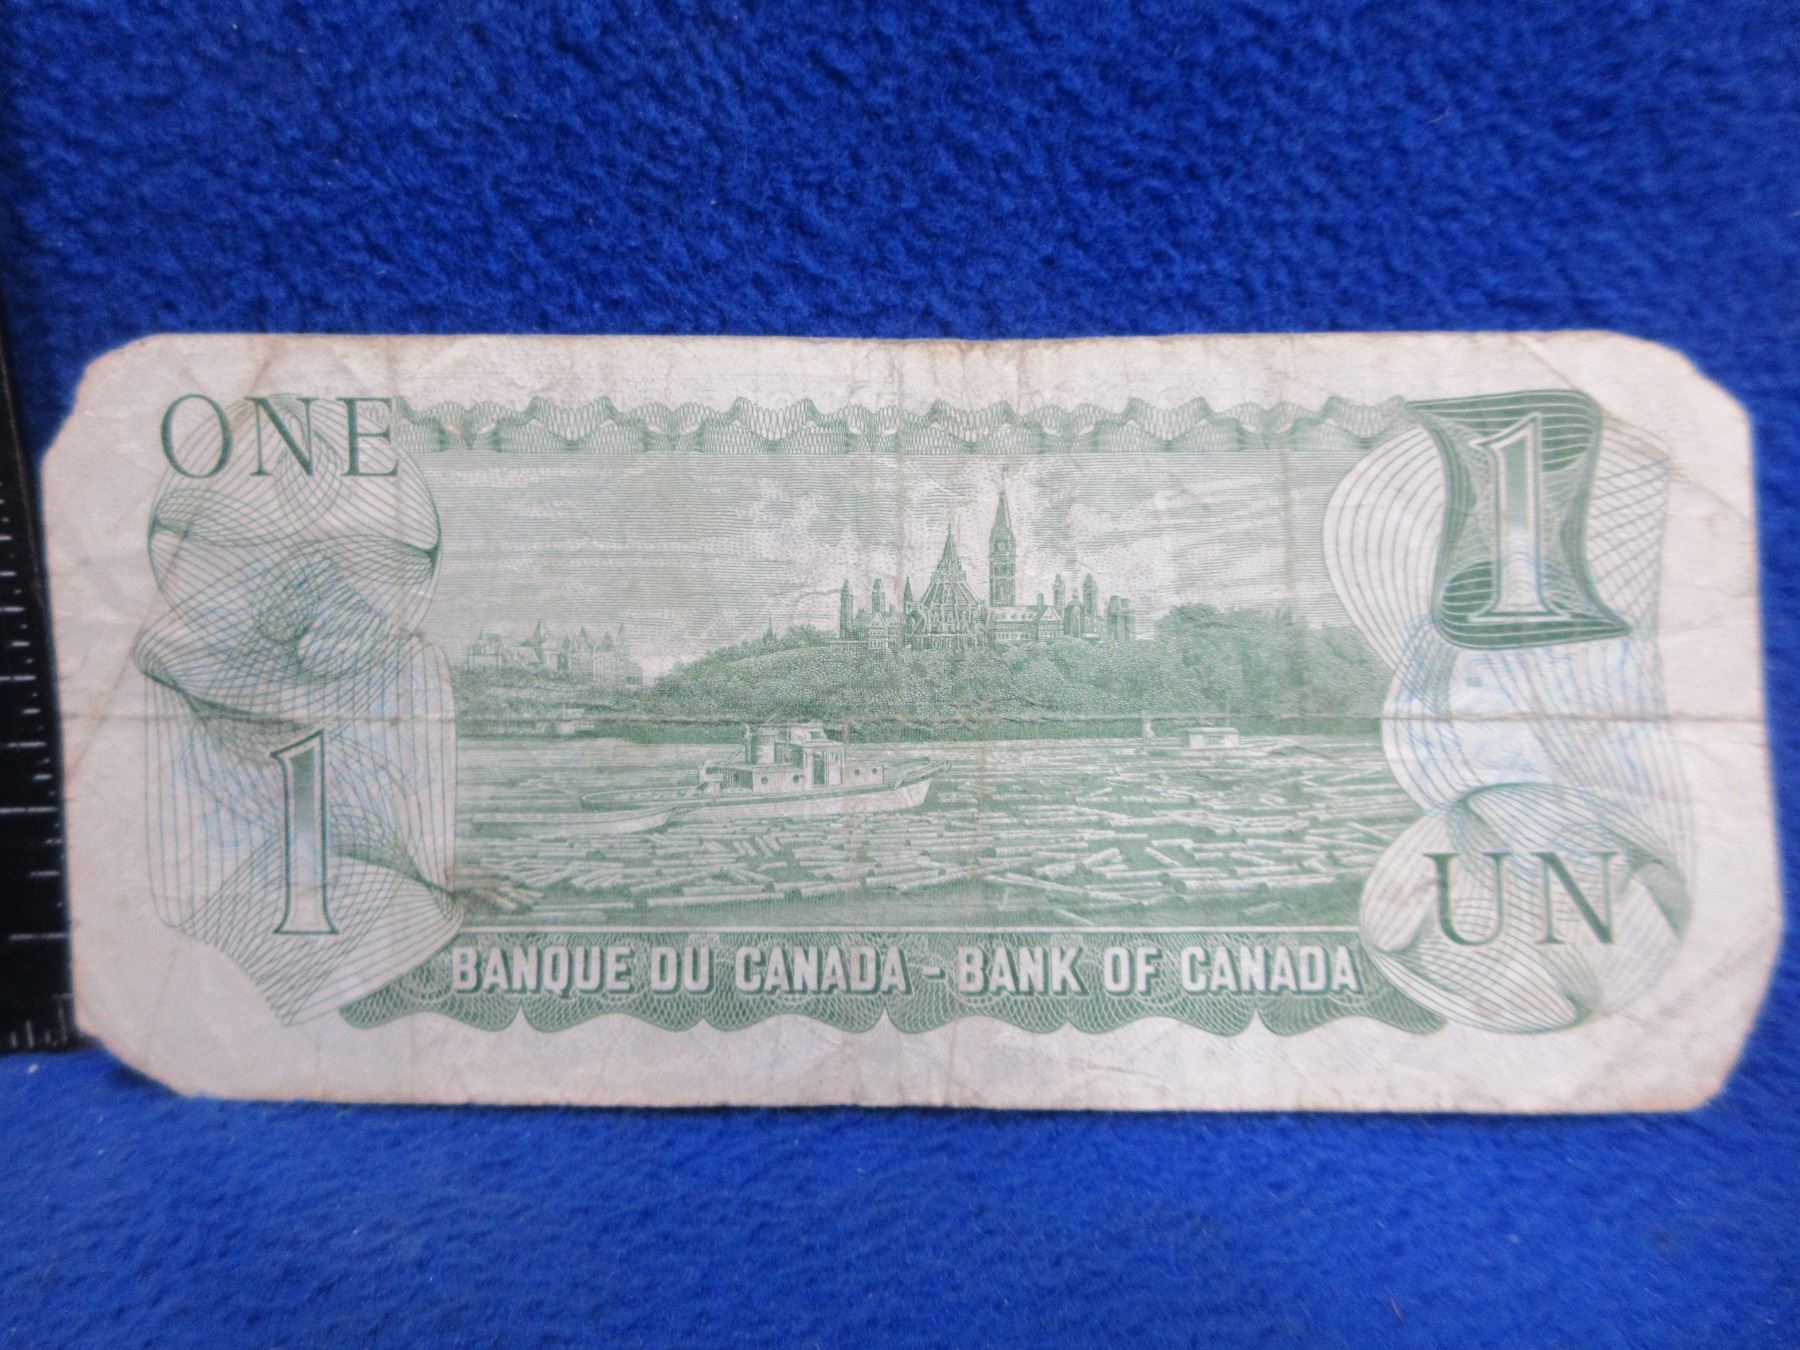 ONE
1
1
UN
BANQUE DU CANADA - BANK OF CANADA